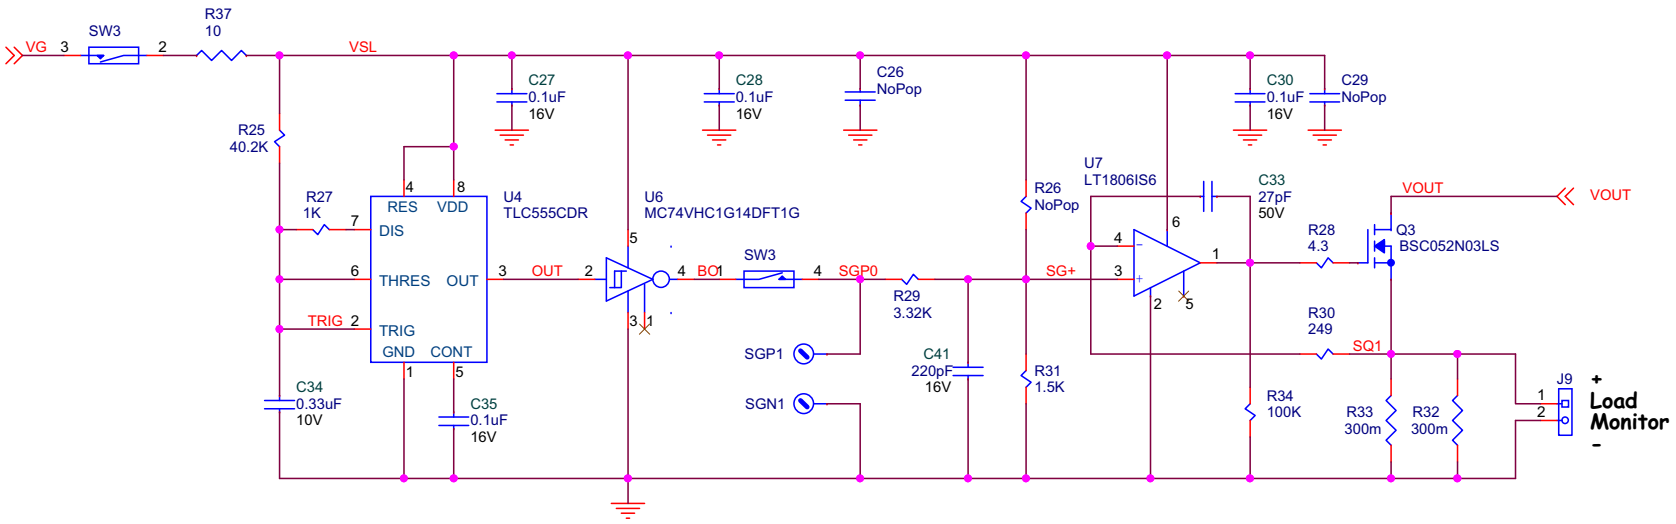 VG
3
SW3
2
R37
10
VSL
C27
0.1uF
16V
C28
0.1uF
16V
C26
NoPop
C30
0.1uF
16V
C29
NoPop
R25
40.2K
R27
1K
7
6
TRIG 2
4
8
RES VDD
DIS
THRES OUT
TRIG
GND CONT
1
5
U4
TLC555CDR
3
OUT
2
U6
MC74VHC1G14DFT1G
5
4
3
1
BO
1
SW3
4
SGP0
R29
3.32K
SGP1
SGN1
C34
0.33uF
10V
C35
0.1uF
16V
C41
220pF
16V
R26
NoPop
SG+
R31
1.5K
U7
LT1806IS6
4
3
6
1
2
5
-
+
C33
27pF
50V
R28
4.3
VOUT
VOUT
Q3
BSC052N03LS
R30
249
SQ1
R34
100K
R33
300m
R32
300m
J9
1
2
+
Load
Monitor
-